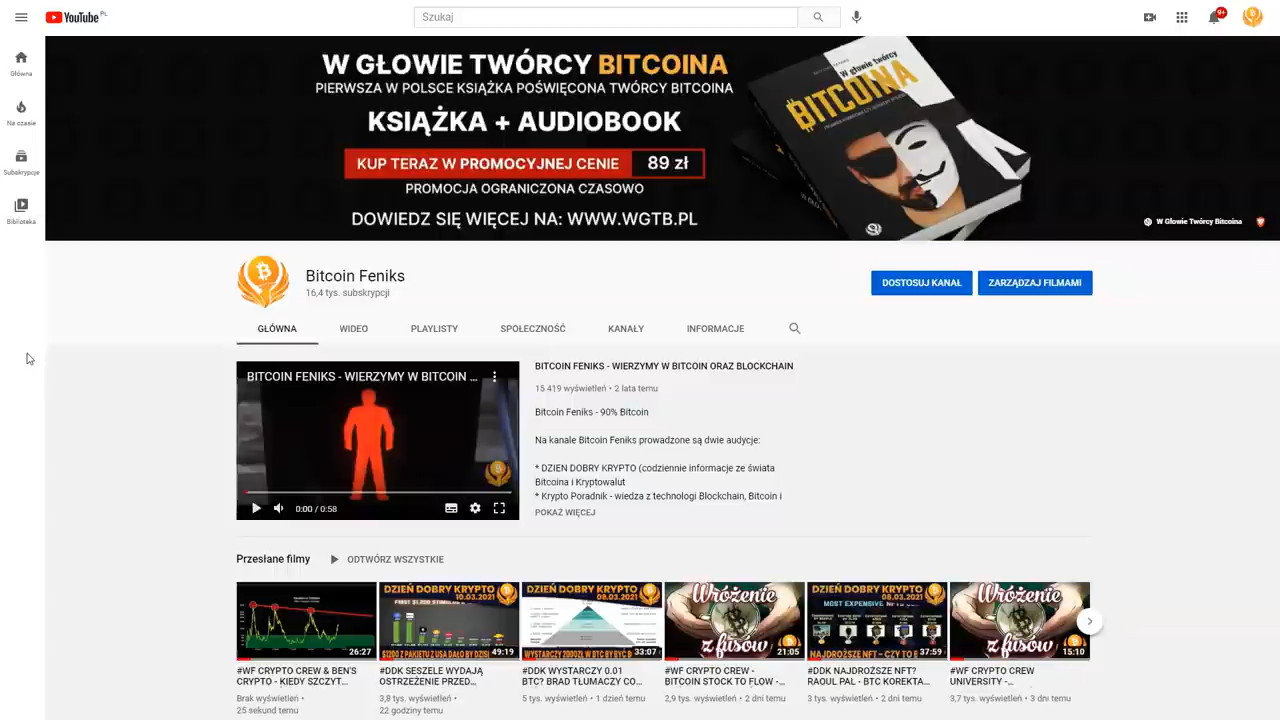 YouTube PL
Szukaj
9+
Główna
Na czasie
Subskrypcje
Biblioteka
W GŁOWIE TWÓRCY BITCOINA
PIERWSZA W POLSCE KSIĄŻKA POŚWIĘCONA TWÓRCY BITCOINA
KSIĄŻKA + AUDIOBOOK
KUP TERAZ W PROMOCYJNEJ CENIE 89 zł
PROMOCJA OGRANICZONA CZASOWO
DOWIEDZ SIĘ WIĘCEJ NA: WWW.WGTB.PL
W głowie twórcy
BITCOINA
W Głowie Twórcy Bitcoina
Bitcoin Feniks
16,4 tys. subskrypcji
DOSTOSUJ KANAŁ
ZARZĄDZAJ FILMAMI
GŁÓWNA WIDEO PLAYLISTY SPOŁECZNOŚĆ KANAŁY INFORMACJE
BITCOIN FENIKS - WIERZYMY W BITCOIN ...
0:00 / 0:58
BITCOIN FENIKS - WIERZYMY W BITCOIN ORAZ BLOCKCHAIN
15 419 wyświetleń • 2 lata temu
Bitcoin Feniks - 90% Bitcoin
Na kanale Bitcoin Feniks prowadzone są dwie audycje:
* DZIEN DOBRY KRYPTO (codziennie informacje ze świata
Bitcoina i Kryptowalut
* Krypto Poradnik - wiedza z technologi Blockchain, Bitcoin i
POKAŻ WIĘCEJ
Przesłane filmy
ODTWÓRZ WSZYSTKIE
26:27
#WF CRYPTO CREW & BEN'S
CRYPTO - KIEDY SZCZYT...
Brak wyświetleń •
25 sekund temu
DZIEŃ DOBRY KRYPTO
10.03.2021
49:19
#DDK SESZELE WYDAJĄ
OSTRZEŻENIE PRZED...
3,8 tys. wyświetleń •
22 godziny temu
DZIEŃ DOBRY KRYPTO
09.03.2021
33:07
#DDK WYSTARCZY 0.01
BTC? BRAD TŁUMACZY CO...
5 tys. wyświetleń • 1 dzień temu
Wróżenie
z fusów
21:05
#WF CRYPTO CREW -
BITCOIN STOCK TO FLOW -...
2,9 tys. wyświetleń • 2 dni temu
DZIEŃ DOBRY KRYPTO
08.03.2021
MOST EXPENSIVE
37:59
#DDK NAJDROŻSZE NFT?
RAOUL PAL - BTC KOREKTA...
3 tys. wyświetleń • 2 dni temu
Wróżenie
z fusów
15:10
#WF CRYPTO CREW
UNIVERSITY -...
3,7 tys. wyświetleń • 3 dni temu